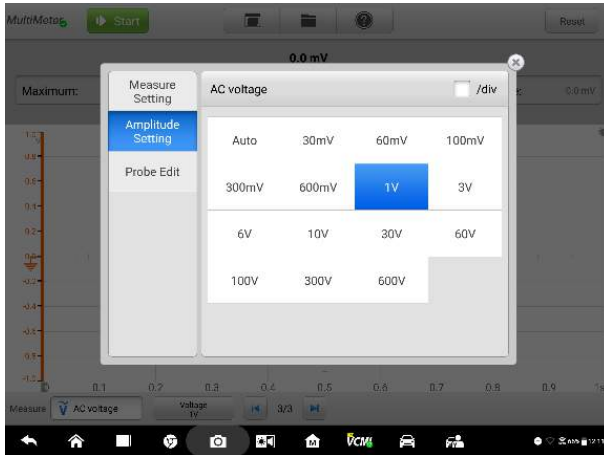 MultiMeter
Start
Reset
0.0 mV
Maximum:
0.0 mV
Measure
Setting
AC voltage
/div
Amplitude
Setting
Probe Edit
Auto 30mV 60mV 100mV
300mV 600mV 1V 3V
6V 10V 30V 60V
100V 300V 600V
0.1 0.2 0.3 0.4 0.5 0.6 0.7 0.8 0.9
Measure
AC voltage
Voltage
1V
3/3
VCMI